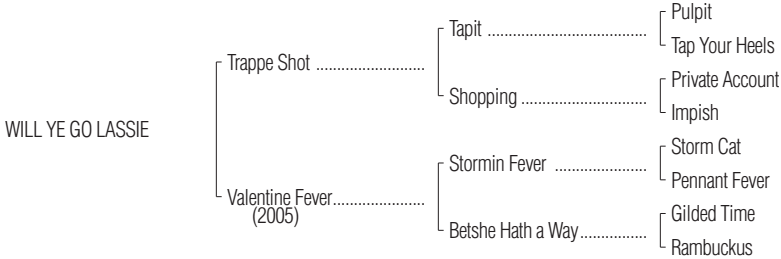 Pulpit
Tapit ..................................
Tap Your Heels
Trappe Shot ............................
Private Account
Shopping ................................
Impish
WILL YE GO LASSIE
Storm Cat
Stormin Fever ........................
Pennant Fever
Valentine Fever.......................
(2005)
Gilded Time
Betshe Hath a Way.................
Rambuckus